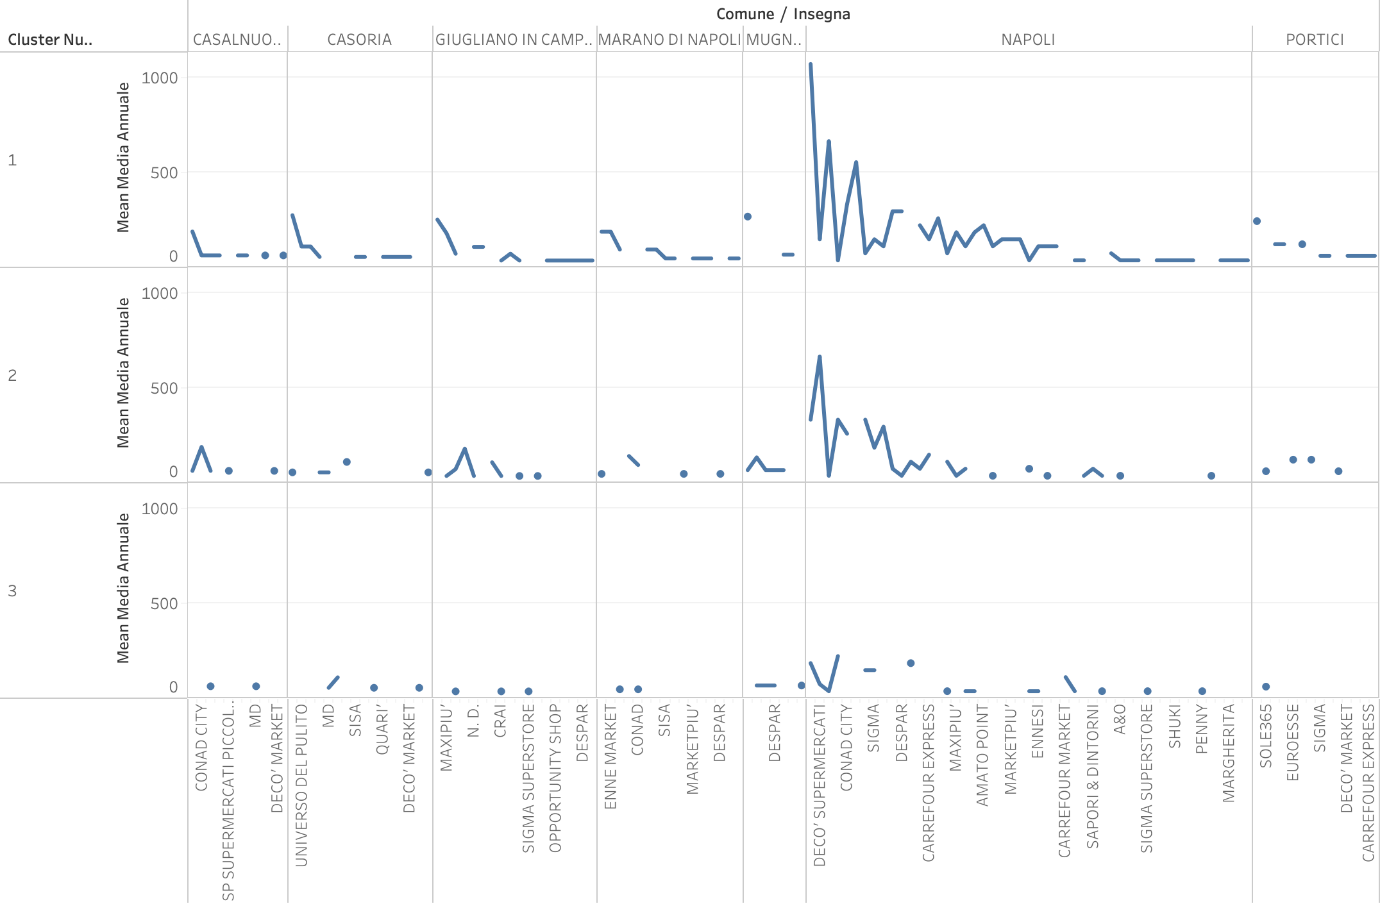 Comune / Insegna
Cluster Nu..
CASALNUO..
CASORIA
GIUGLIANO IN CAMP..
MARANO DI NAPOLI
MUGN..
NAPOLI
PORTICI
1
Mean Media Annuale
1000
500
0
2
Mean Media Annuale
1000
500
0
3
Mean Media Annuale
1000
500
0
CONAD CITY
SP SUPERMERCATI PICCOL..
MD
DECO' MARKET
UNIVERSO DEL PULITO
MD
SISA
QUARI'
DECO' MARKET
MAXIPIU'
N. D.
CRAI
SIGMA SUPERSTORE
OPPORTUNITY SHOP
DESPAR
ENNE MARKET
CONAD
SISA
MARKETPIU'
DESPAR
DESPAR
DECO' SUPERMERCATI
CONAD CITY
SIGMA
DESPAR
CARREFOUR EXPRESS
MAXIPIU'
AMATO POINT
MARKETPIU'
ENNESI
CARREFOUR MARKET
SAPORI & DINTORNI
A&O
SIGMA SUPERSTORE
SHUKI
PENNY
MARGHERITA
SOLE365
EUROESSE
SIGMA
DECO' MARKET
CARREFOUR EXPRESS